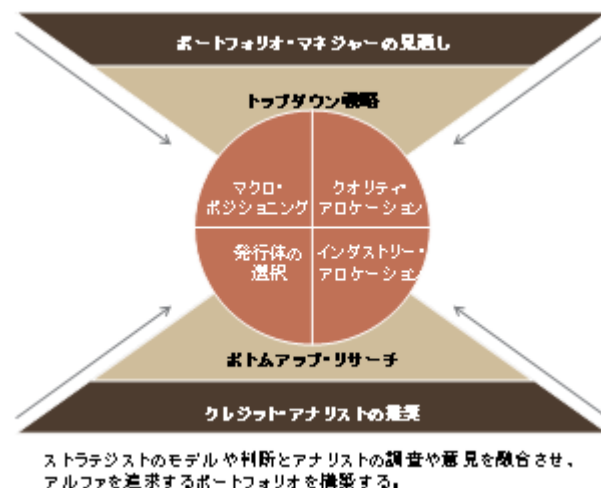 ポートフォリオ・マネジャーの見通し
トップダウン戦略
マクロ・
ポジショニング
クオリティ・
アロケーション
発行体の
選択
インダストリー・
アロケーション
ボトムアップ・リサーチ
クレジット・アナリストの推奨
ストラテジストのモデルや判断とアナリストの調査や意見を融合させ、
アルファを追求するポートフォリオを構築する。